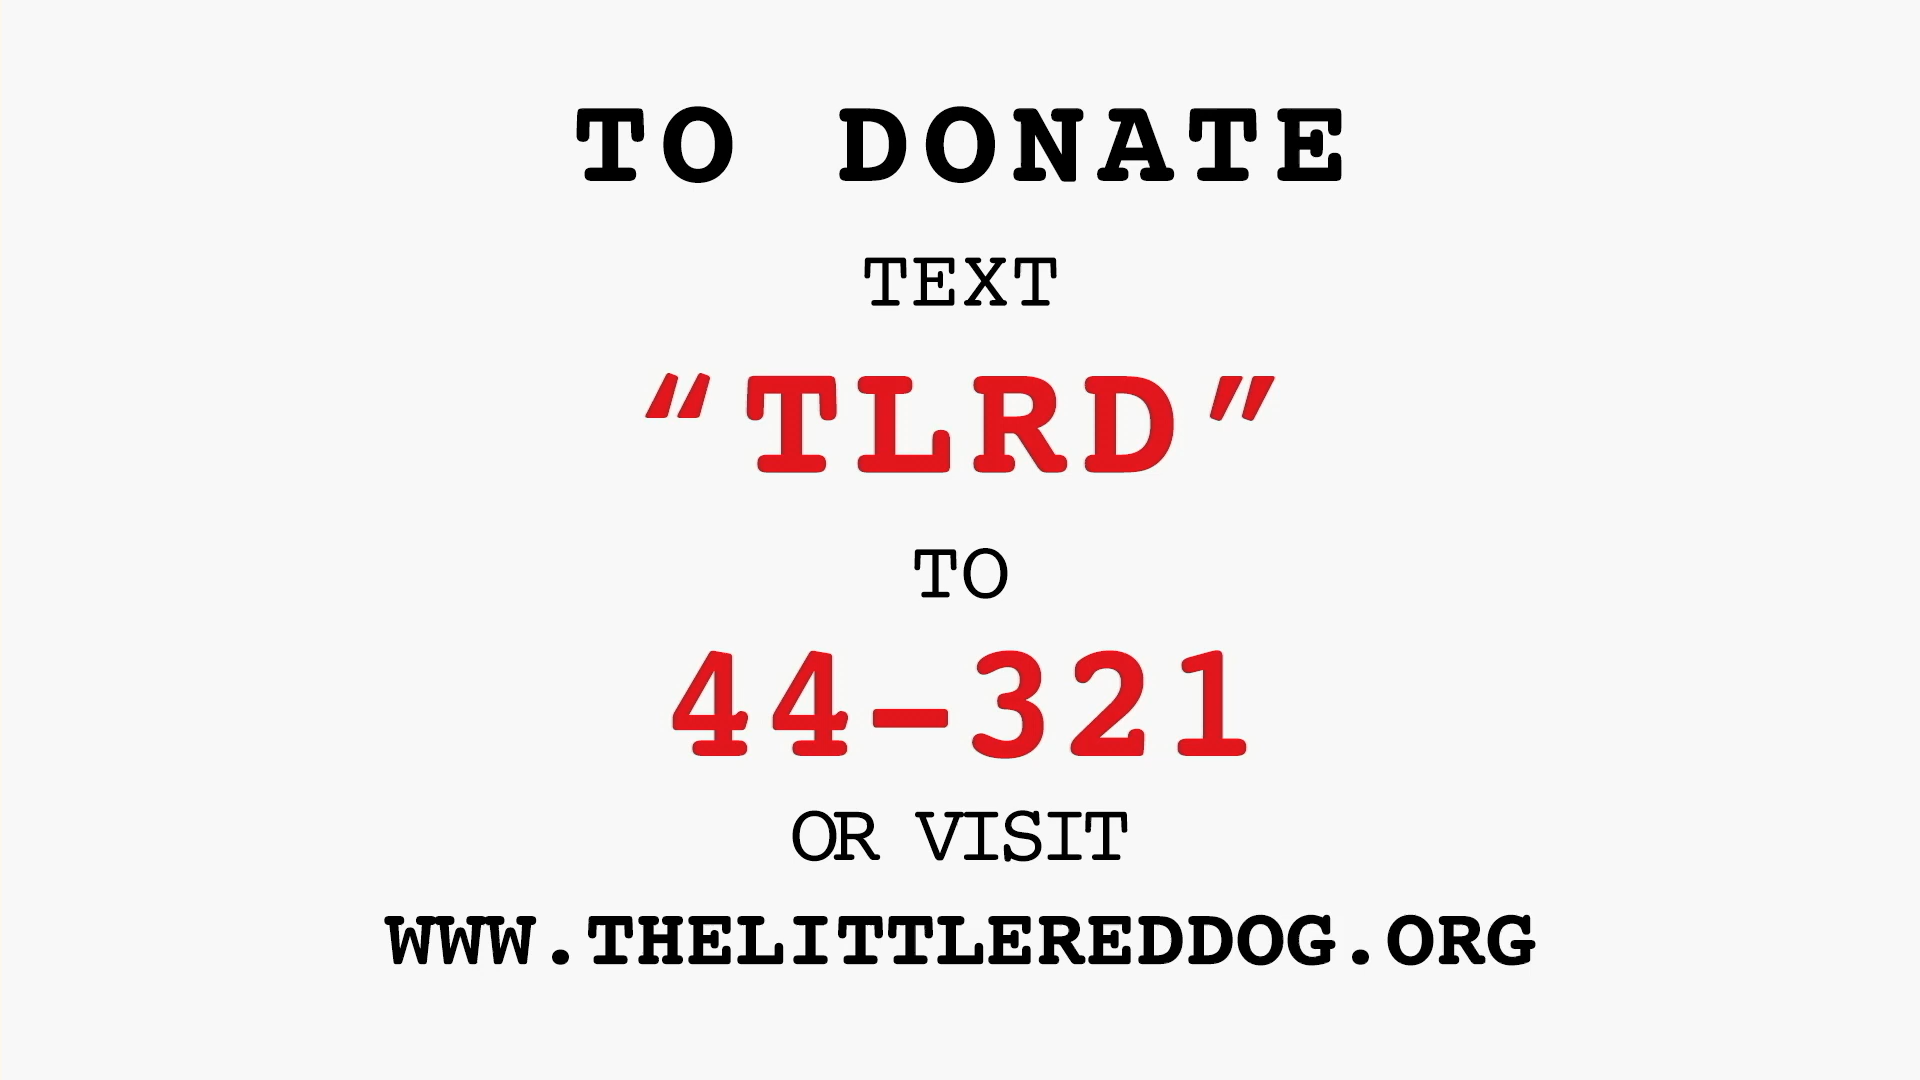 TO DONATE
TEXT
“TLRD”
TO
44-321
OR VISIT
WWW.THELITTLEREDDOG.ORG